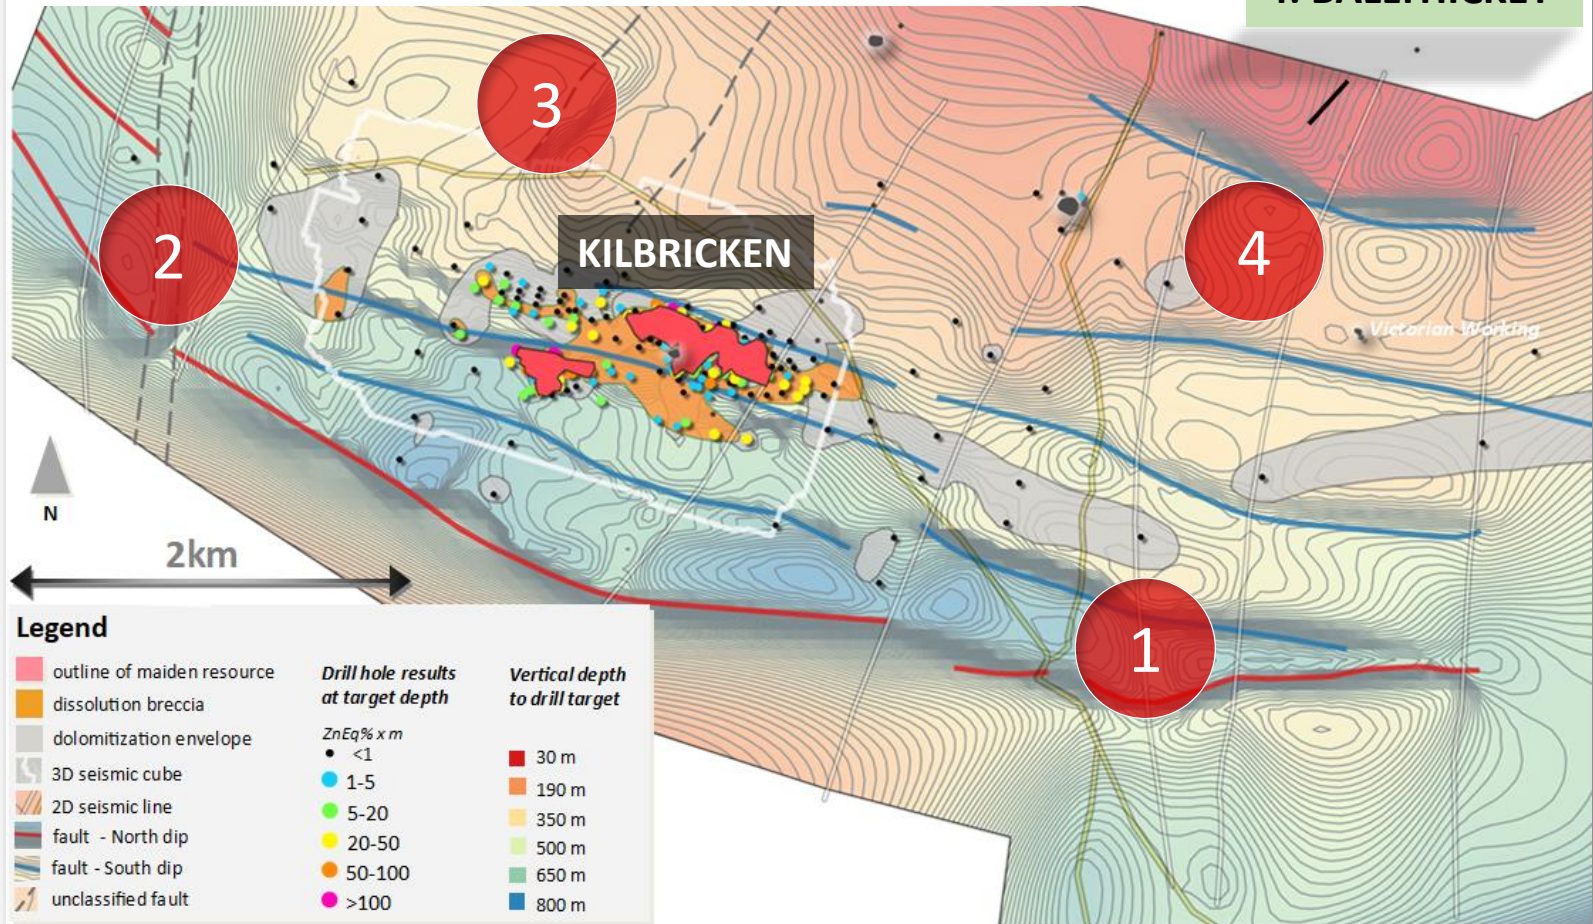 3
2
KILBRICKEN
4
Victorian Working
N
2km
1
Legend
outline of maiden resource
dissolution breccia
dolomitization envelope
3D seismic cube
2D seismic line
fault - North dip
fault - South dip
unclassified fault
Drill hole results
at target depth
ZnEq% x m
<1
1-5
5-20
20-50
50-100
>100
Vertical depth
to drill target
30 m
190 m
350 m
500 m
650 m
800 m